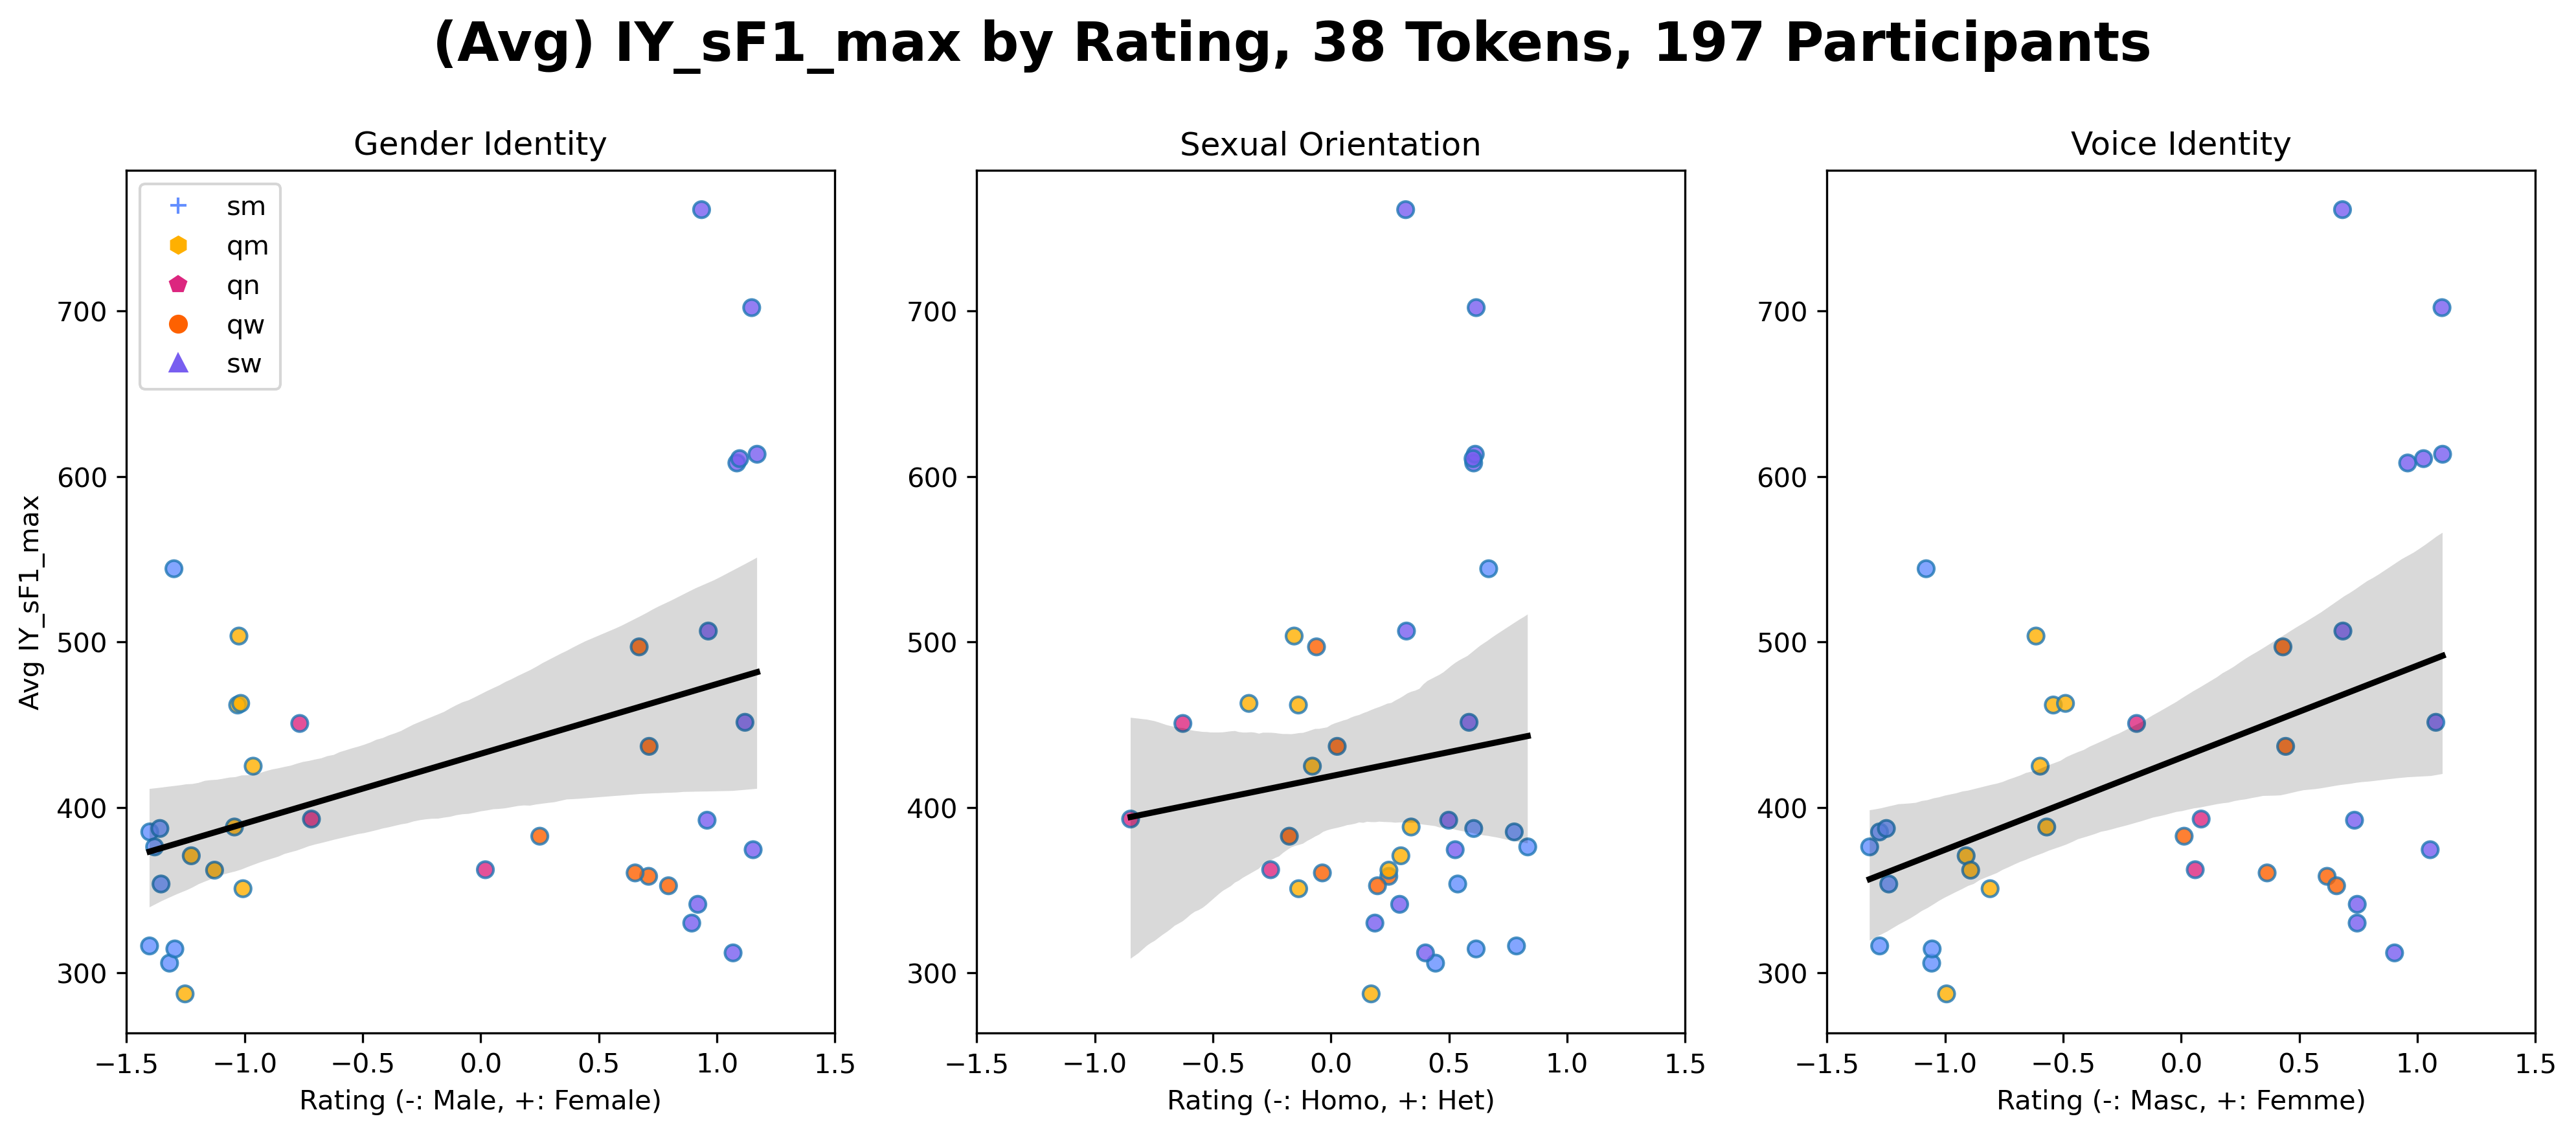 (Avg) IY_sF1_max by Rating, 38 Tokens, 197 Participants
Gender Identity
sm
qm
qn
qw
sw
Avg IY_sF1_max
700
600
500
400
300
−1.5 −1.0 −0.5 0.0 0.5 1.0 1.5
Rating (-: Male, +: Female)
Sexual Orientation
700
600
500
400
300
−1.5 −1.0 −0.5 0.0 0.5 1.0 1.5
Rating (-: Homo, +: Het)
Voice Identity
700
600
500
400
300
−1.5 −1.0 −0.5 0.0 0.5 1.0 1.5
Rating (-: Masc, +: Femme)